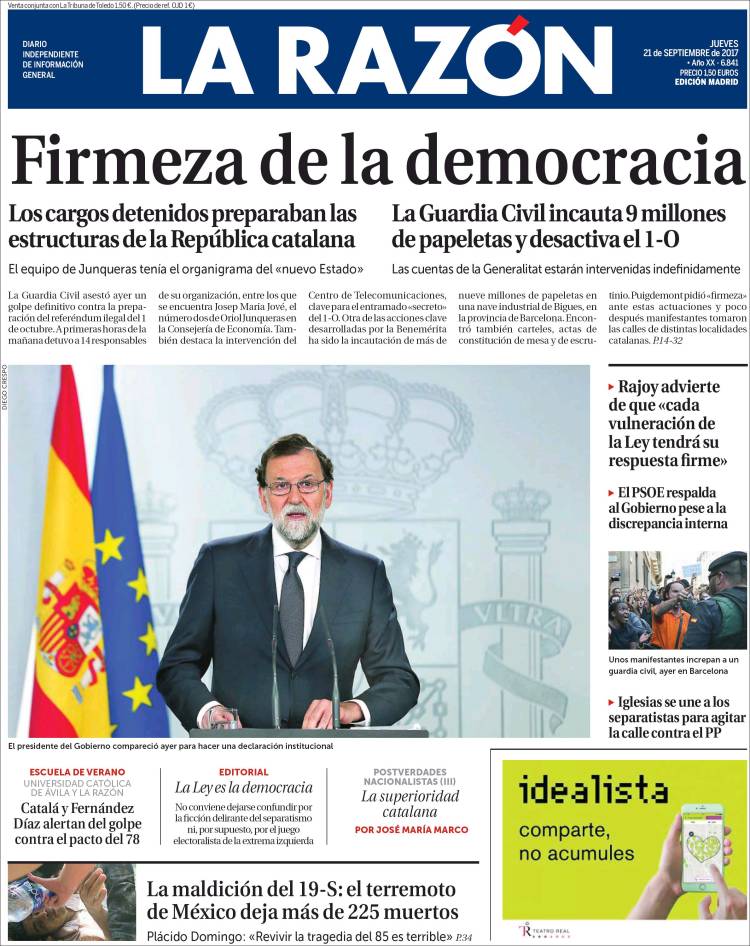 Venta conjunta con La Tribuna de Toledo 1,50 €. (Precio de ref. OJD 1 €)
DIARIO
INDEPENDIENTE
DE INFORMACIÓN
GENERAL
LA RAZÓN
JUEVES
21 de SEPTIEMBRE de 2017
• Año XX - 6.841
PRECIO 1,50 EUROS
EDICIÓN MADRID
Firmeza de la democracia
Los cargos detenidos preparaban las
estructuras de la República catalana
El equipo de Junqueras tenía el organigrama del «nuevo Estado»
La Guardia Civil incauta 9 millones
de papeletas y desactiva el 1-O
Las cuentas de la Generalitat estarán intervenidas indefinidamente
La Guardia Civil asestó ayer un
golpe definitivo contra la prepa-
ración del referéndum ilegal del 1
de octubre. A primeras horas de la
mañana detuvo a 14 responsables
de su organización, entre los que
se encuentra Josep Maria Jové, el
número dos de Oriol Junqueras en
la Consejería de Economía. Tam-
bién destaca la intervención del
Centro de Telecomunicaciones,
clave para el entramado «secreto»
del 1-O. Otra de las acciones clave
desarrolladas por la Benemérita
ha sido la incautación de más de
nueve millones de papeletas en
una nave industrial de Bigues, en
la provincia de Barcelona. Encon-
tró también carteles, actas de
constitución de mesa y de escru-
tinio. Puigdemont pidió «firmeza»
ante estas actuaciones y poco
después manifestantes tomaron
las calles de distintas localidades
catalanas. P.14-32
DIEGO CRESPO
VLTRA
El presidente del Gobierno compareció ayer para hacer una declaración institucional
Rajoy advierte
de que «cada
vulneración de
la Ley tendrá su
respuesta firme»
El PSOE respalda
al Gobierno pese a la
discrepancia interna
Unos manifestantes increpan a un
guardia civil, ayer en Barcelona
Iglesias se une a los
separatistas para agitar
la calle contra el PP
ESCUELA DE VERANO
UNIVERSIDAD CATÓLICA
DE ÁVILA Y LA RAZÓN
Catalá y Fernández
Díaz alertan del golpe
contra el pacto del 78
EDITORIAL
La Ley es la democracia
No conviene dejarse confundir por
la ficción delirante del separatismo
ni, por supuesto, por el juego
electoralista de la extrema izquierda
POSTVERDADES
NACIONALISTAS (III)
La superioridad
catalana
POR JOSÉ MARÍA MARCO
La maldición del 19-S: el terremoto
de México deja más de 225 muertos
Plácido Domingo: «Revivir la tragedia del 85 es terrible» P.34
idealista
comparte,
no acumules
TR TEATRO REAL